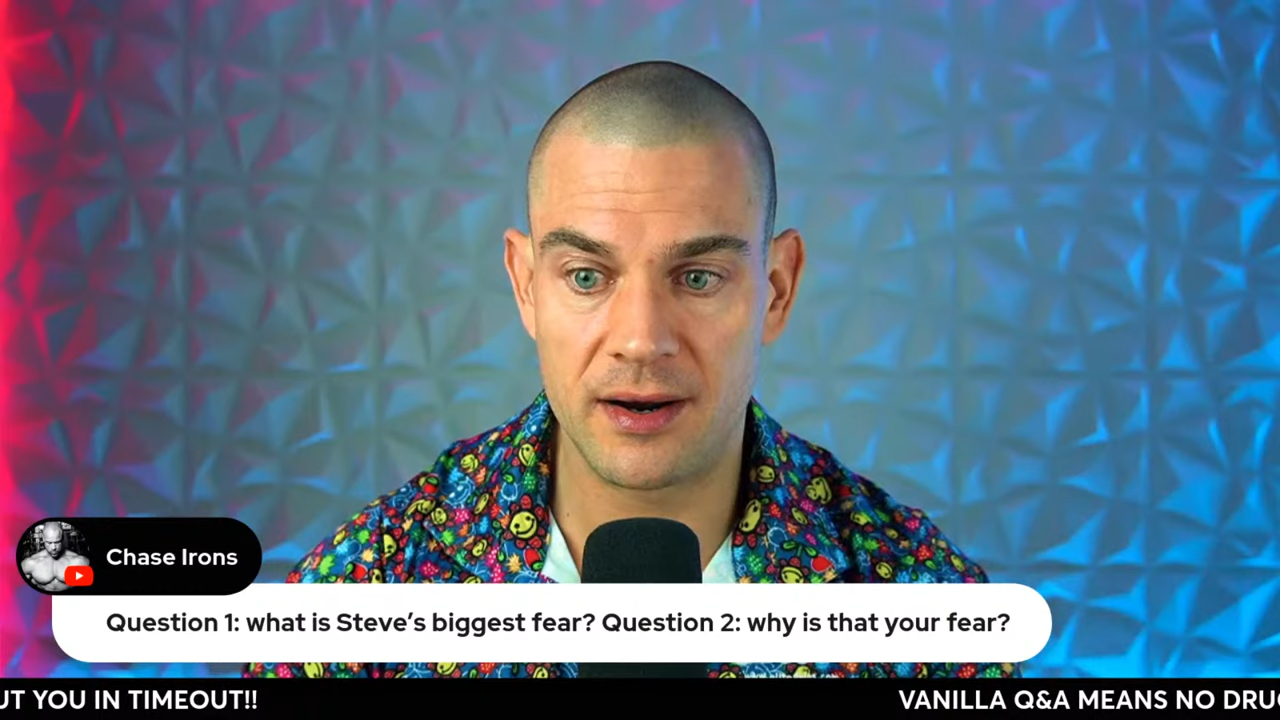 Chase Irons
Question 1: what is Steve's biggest fear? Question 2: why is that your fear?
UT YOU IN TIMEOUT!! VANILLA Q&A MEANS NO DRUG